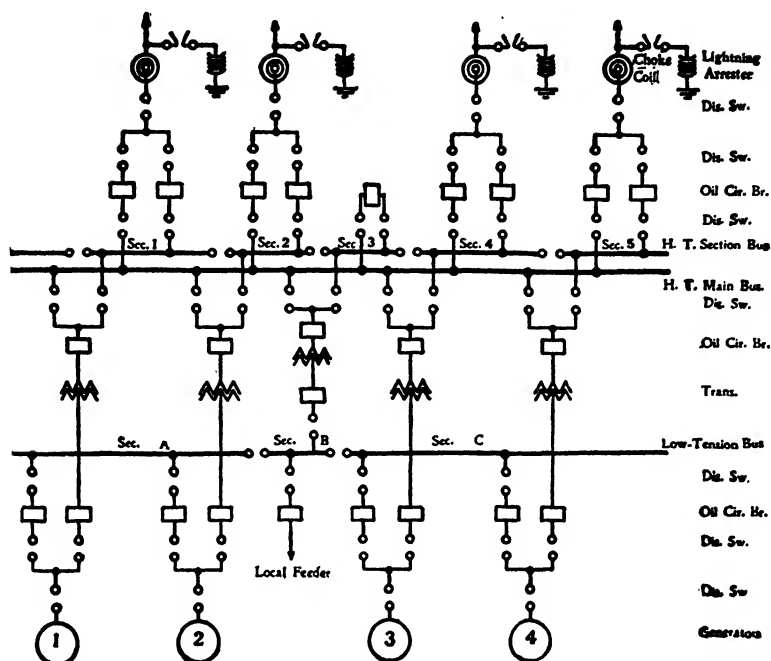 Lightning
Arrester
Choke
Coil
Dis. Sw.
Dis. Sw.
Oil Cir. Br.
Dis. Sw.
Sec. 1
Sec. 2
Sec 3
Sec. 4
Sec. 5
H. T. Section Bus
H. T. Main Bus.
Dis. Sw.
Oil Cir. Br.
Trans.
Sec. A
Sec. B
Sec. C
Low-Tension Bus
Dis. Sw.
Oil Cir. Br.
Dis. Sw.
Local Feeder
Dis. Sw
Generators
1
2
3
4